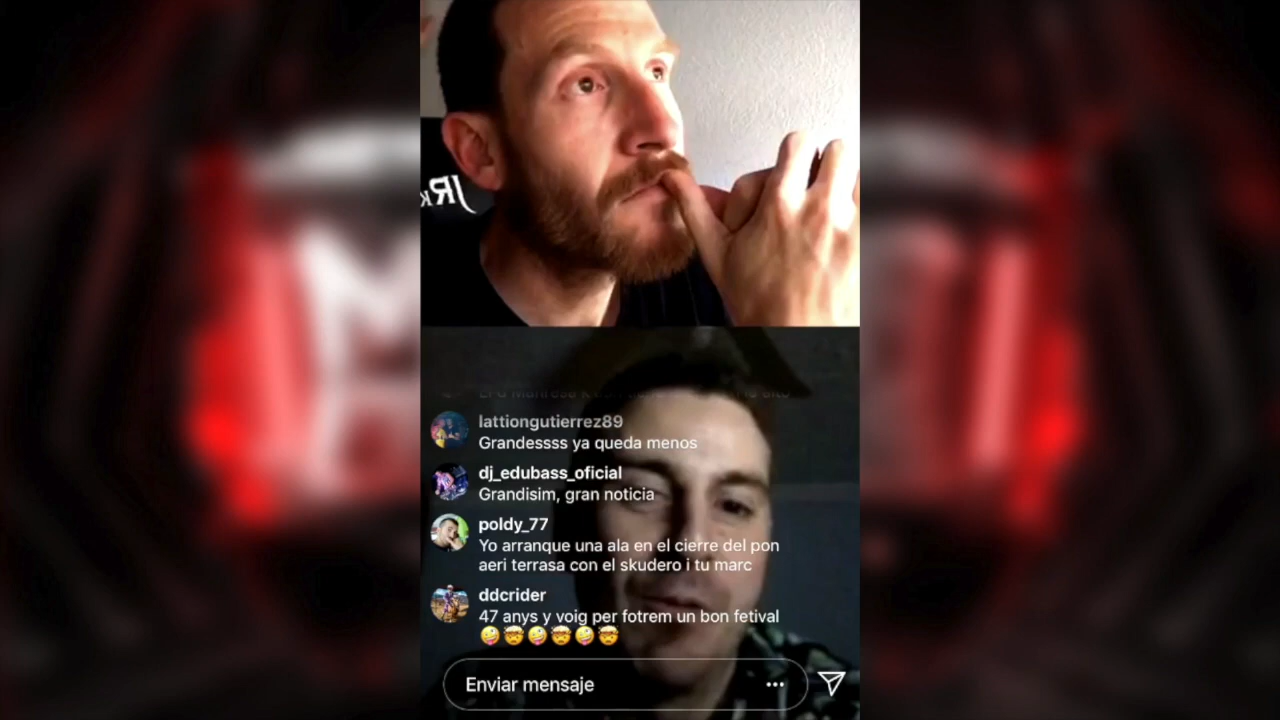 JRK
lattiongutierrez89
Grandessss ya queda menos
dj_edubass_oficial
Grandisim, gran noticia
poldy_77
Yo arranque una ala en el cierre del pon
aeri terrasa con el skudero i tu marc
ddcrider
47 anys y voig per fotrem un bon fetival
🤪🤯🤪🤯🤪🤯
Enviar mensaje